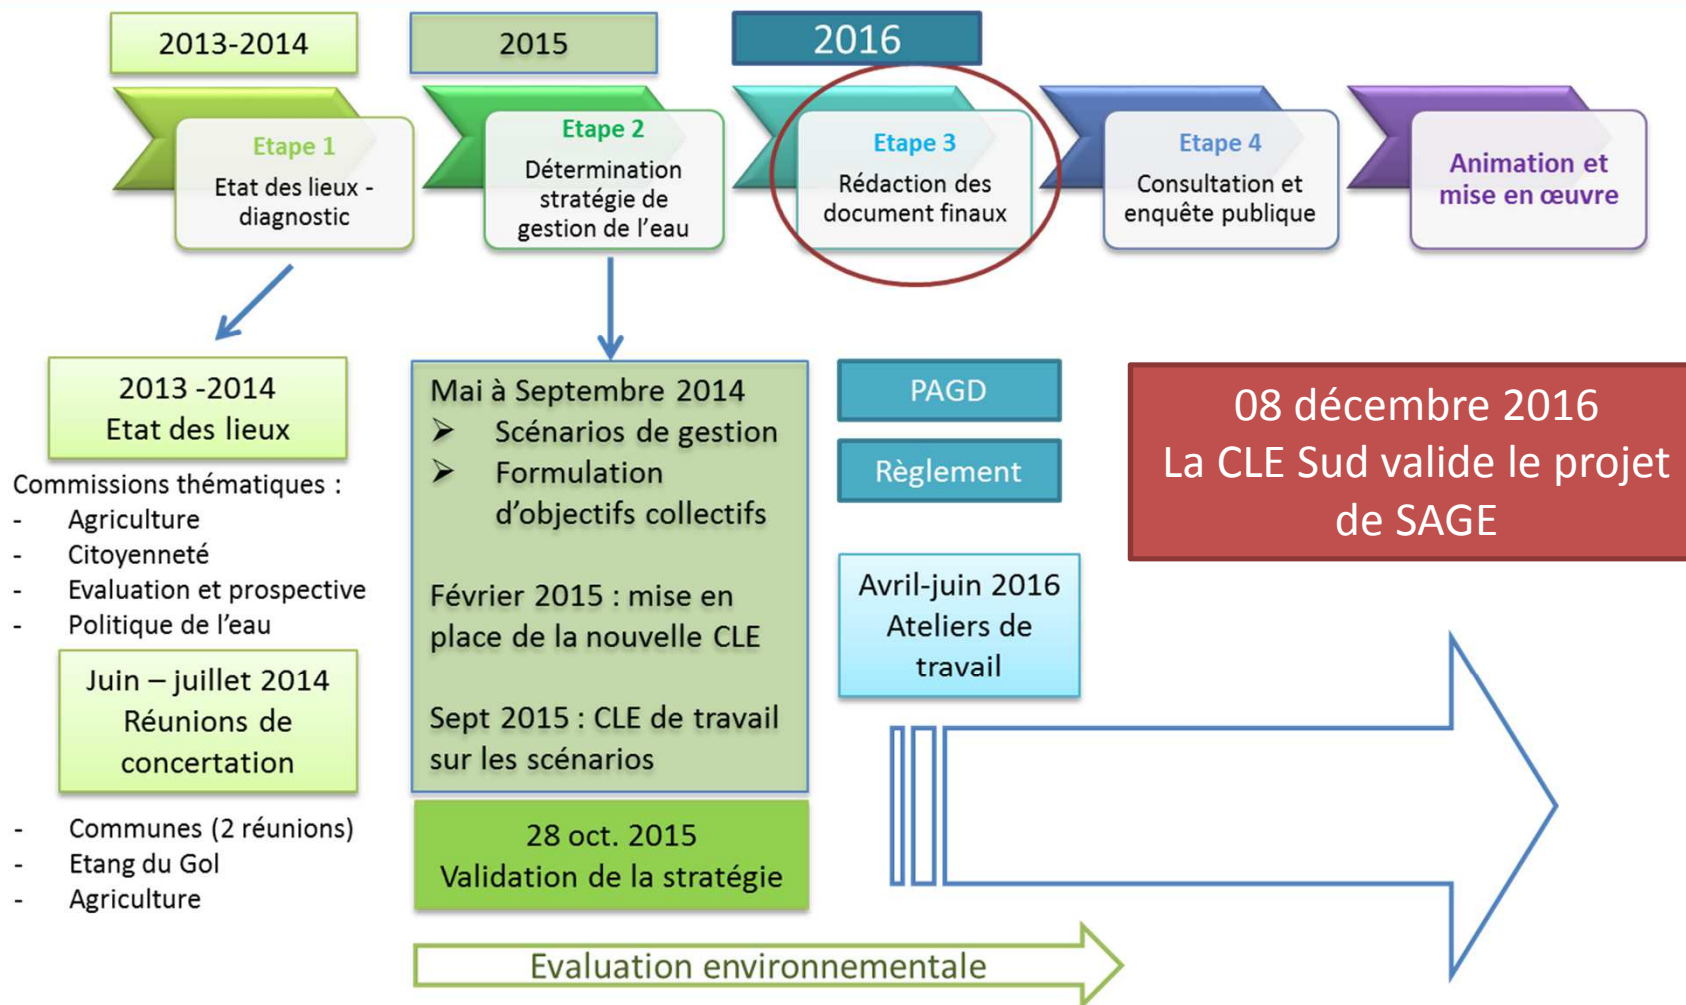 2013-2014
2015
2016
Etape 1
Etat des lieux -
diagnostic
Etape 2
Détermination
stratégie de
gestion de l'eau
Etape 3
Rédaction des
document finaux
Etape 4
Consultation et
enquête publique
Animation et
mise en œuvre
2013 -2014
Etat des lieux
Commissions thématiques :
- Agriculture
- Citoyenneté
- Evaluation et prospective
- Politique de l'eau
Juin – juillet 2014
Réunions de
concertation
- Communes (2 réunions)
- Etang du Gol
- Agriculture
Mai à Septembre 2014
➢ Scénarios de gestion
➢ Formulation
d'objectifs collectifs
Février 2015 : mise en
place de la nouvelle CLE
Sept 2015 : CLE de travail
sur les scénarios
28 oct. 2015
Validation de la stratégie
PAGD
Règlement
Avril-juin 2016
Ateliers de
travail
08 décembre 2016
La CLE Sud valide le projet
de SAGE
Evaluation environnementale